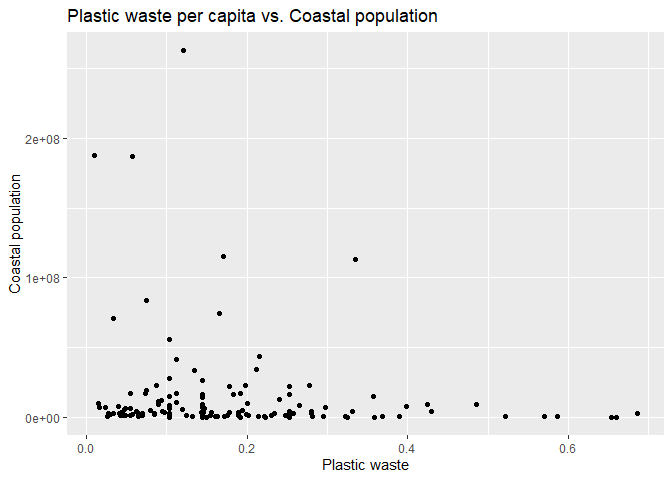 Plastic waste per capita vs. Coastal population
2e+08
1e+08
0e+00
Coastal population
0.0 0.2 0.4 0.6
Plastic waste